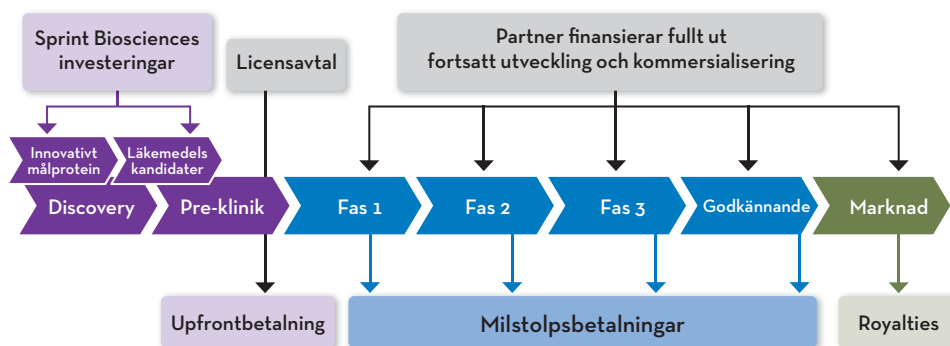 Sprint Biosciences
investeringar
Licensavtal
Partner finansierar fullt ut
fortsatt utveckling och kommersialisering
Innovativt
målprotein
Läkemedels
kandidater
Discovery
Pre-klinik
Fas 1
Fas 2
Fas 3
Godkännande
Marknad
Upfrontbetalning
Milstolpsbetalningar
Royalties